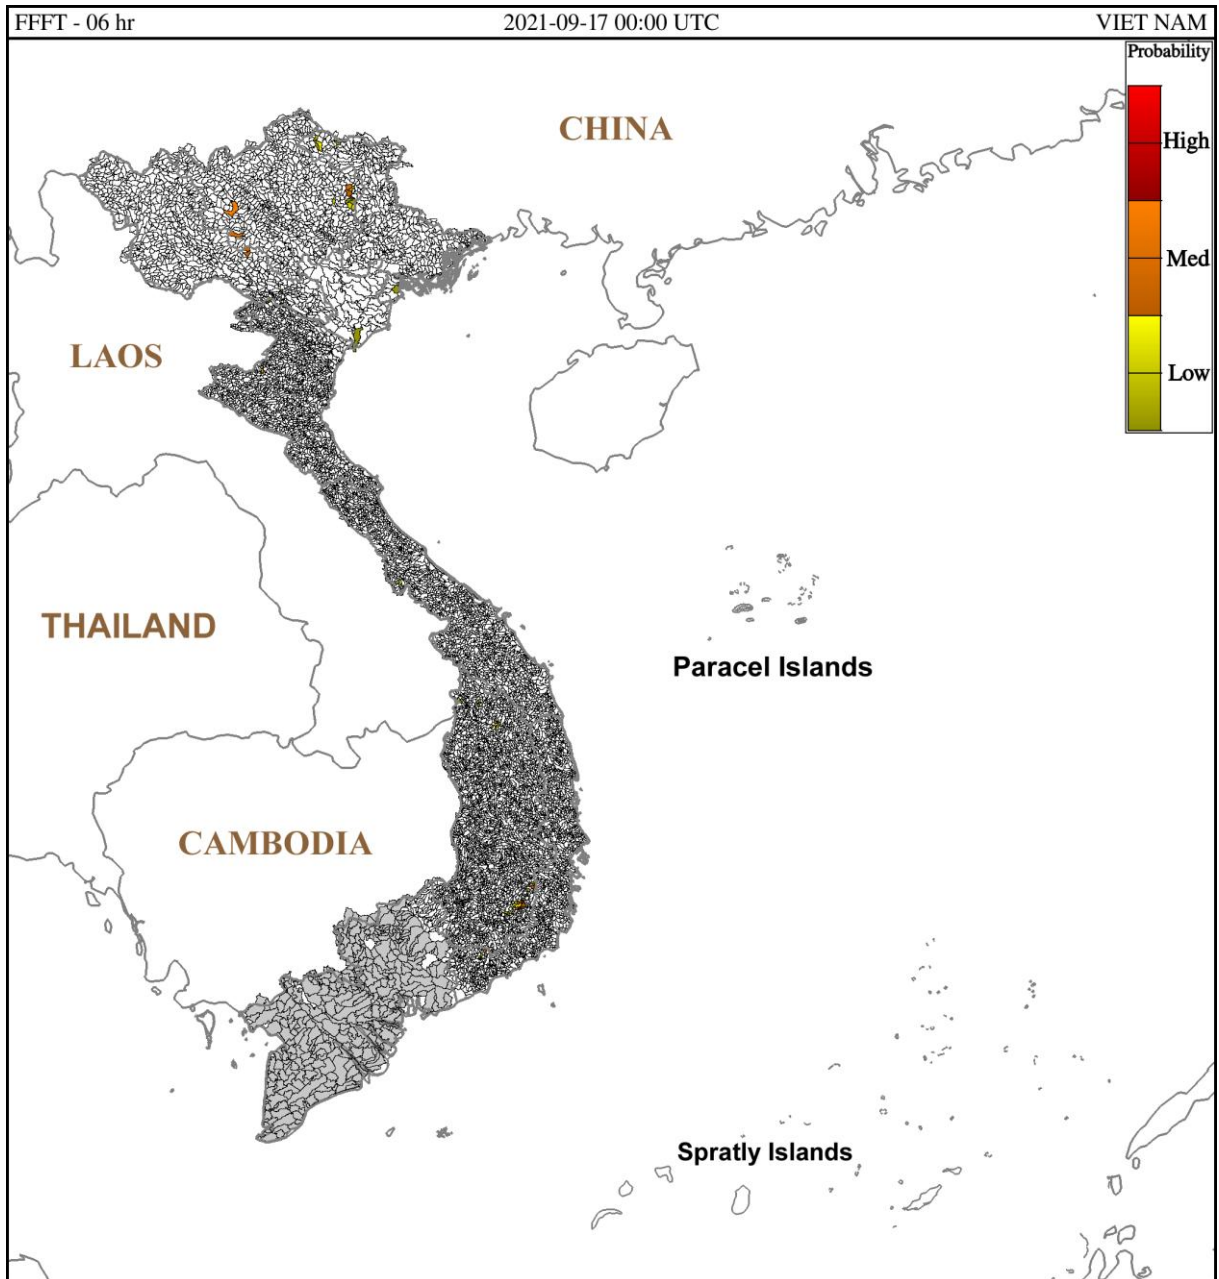 FFFT - 06 hr 2021-09-17 00:00 UTC VIET NAM
Probability
CHINA
High
Med
LAOS
Low
THAILAND
Paracel Islands
CAMBODIA
Spratly Islands